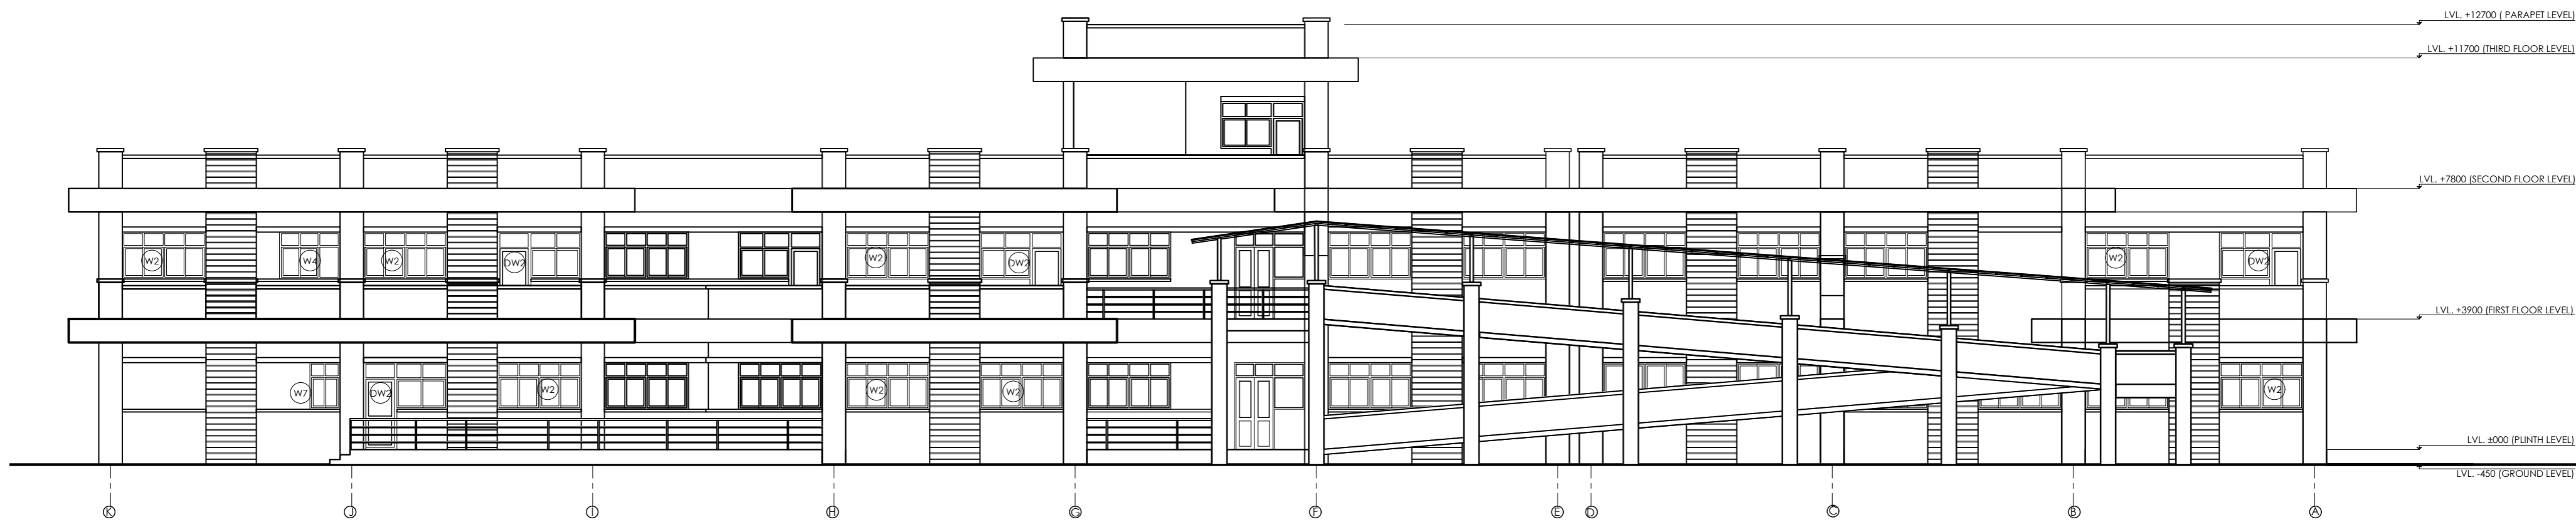 LVL. +12700 ( PARAPET LEVEL)
LVL. +11700 (THIRD FLOOR LEVEL)
LVL. +7800 (SECOND FLOOR LEVEL)
W2 W4 W2 DW2 W2 DW2 W2 DW2
LVL. +3900 (FIRST FLOOR LEVEL)
W7 DW2 W2 W2 W2 W2
LVL. ±000 (PLINTH LEVEL)
LVL. -450 (GROUND LEVEL)
K J I H G F E D C B A